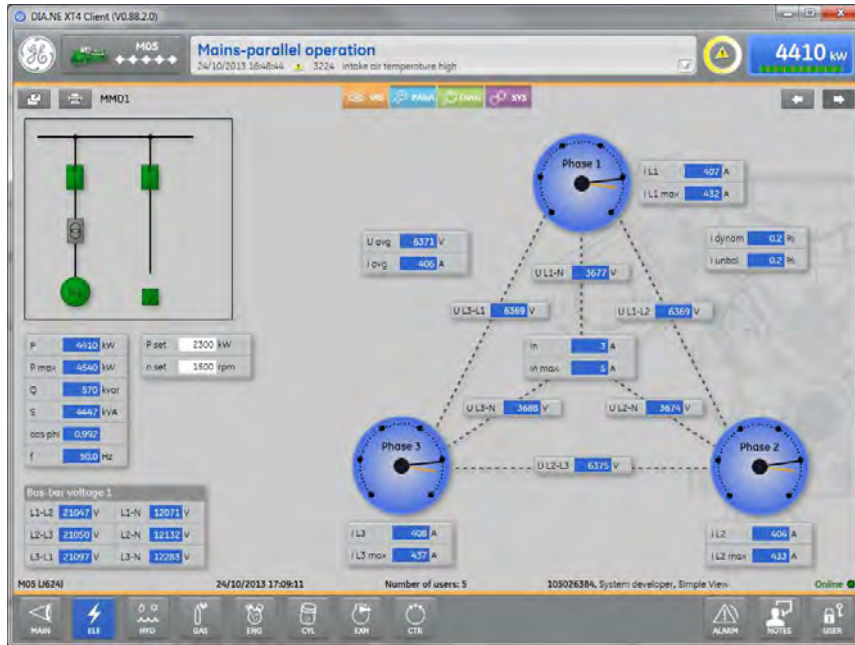 DIA.NE XT4 Client (V0.88.2.0)
M05
Mains-parallel operation
24/10/2013 16:48:44 3224 intake air temperature high
4410 kW
MMD1
VIS PARA DIAG SYS
Phase 1
I L1 407 A
I L1 max 432 A
U avg 6371 V
I avg 406 A
I dynam 0.2 %
I unbal 0.2 %
U L1-N 3677 V
U L3-L1 6369 V
U L1-L2 6369 V
In 3 A
In max 5 A
U L3-N 3688 V
U L2-N 3674 V
P 4410 kW
P max 4540 kW
Q 570 kvar
S 4447 kVA
cos phi 0.992
f 50.0 Hz
P set 2300 kW
n set 1500 rpm
Phase 3
Phase 2
U L2-L3 6375 V
Bus-bar voltage 1
L1-L2 21047 V L1-N 12071 V
L2-L3 21050 V L2-N 12132 V
L3-L1 21097 V L3-N 12283 V
I L3 408 A
I L3 max 437 A
I L2 404 A
I L2 max 433 A
M05 (J624) 24/10/2013 17:09:11 Number of users: 5 105026384, System developer, Simple View Online
MAIN ELE HYD GAS ENG CYL EXH CTR ALARM NOTES USER